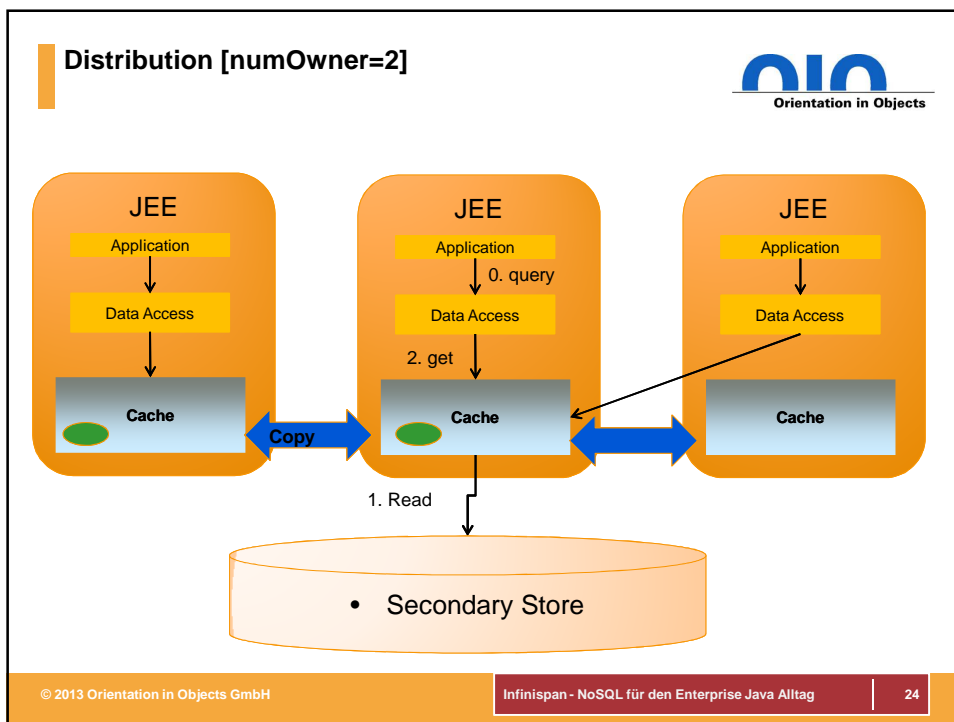 Distribution [numOwner=2]
OIO
Orientation in Objects
JEE
Application
Data Access
Cache
Copy
JEE
Application
0. query
Data Access
2. get
Cache
1. Read
JEE
Application
Data Access
Cache
• Secondary Store
© 2013 Orientation in Objects GmbH
Infinispan - NoSQL für den Enterprise Java Alltag
24